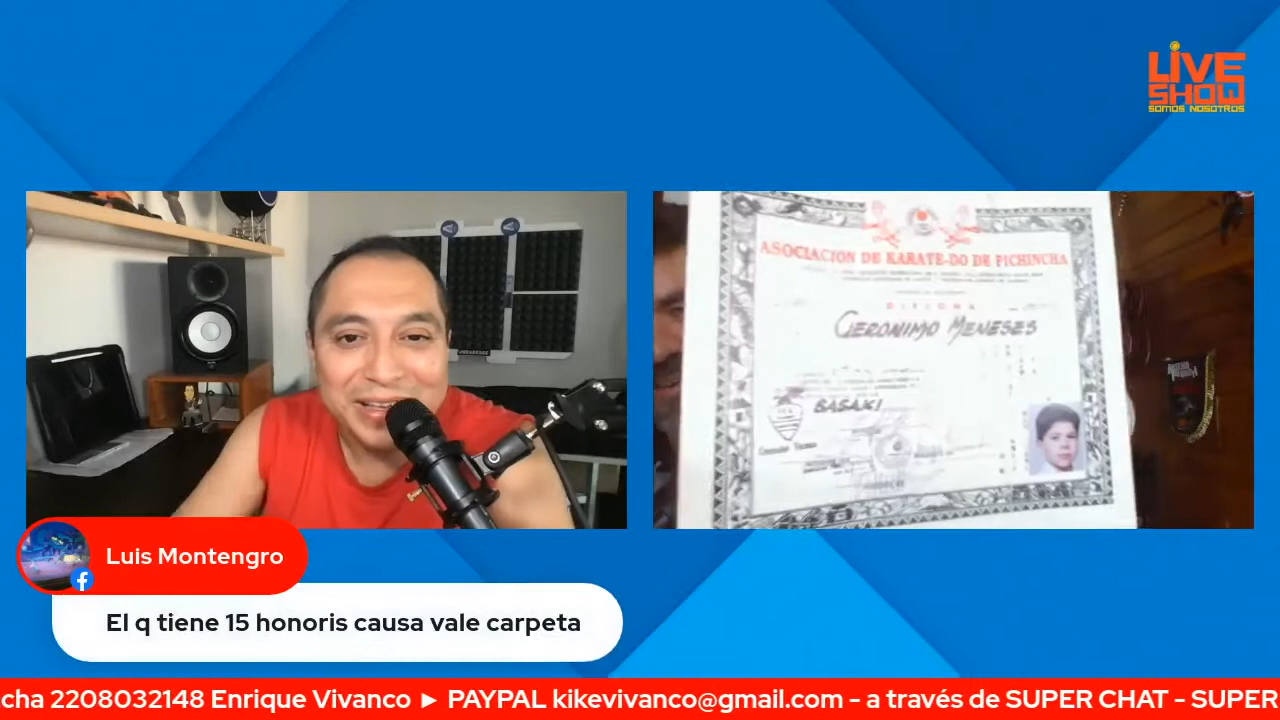 LIVE
SHOW
SOMOS NOSOTROS
ASOCIACION DE KARATE-DO DE PICHINCHA
DIPLOMA
GERONIMO MENESES
Luis Montengro
El q tiene 15 honoris causa vale carpeta
cha 2208032148 Enrique Vivanco ► PAYPAL kikevivanco@gmail.com - a través de SUPER CHAT - SUPER